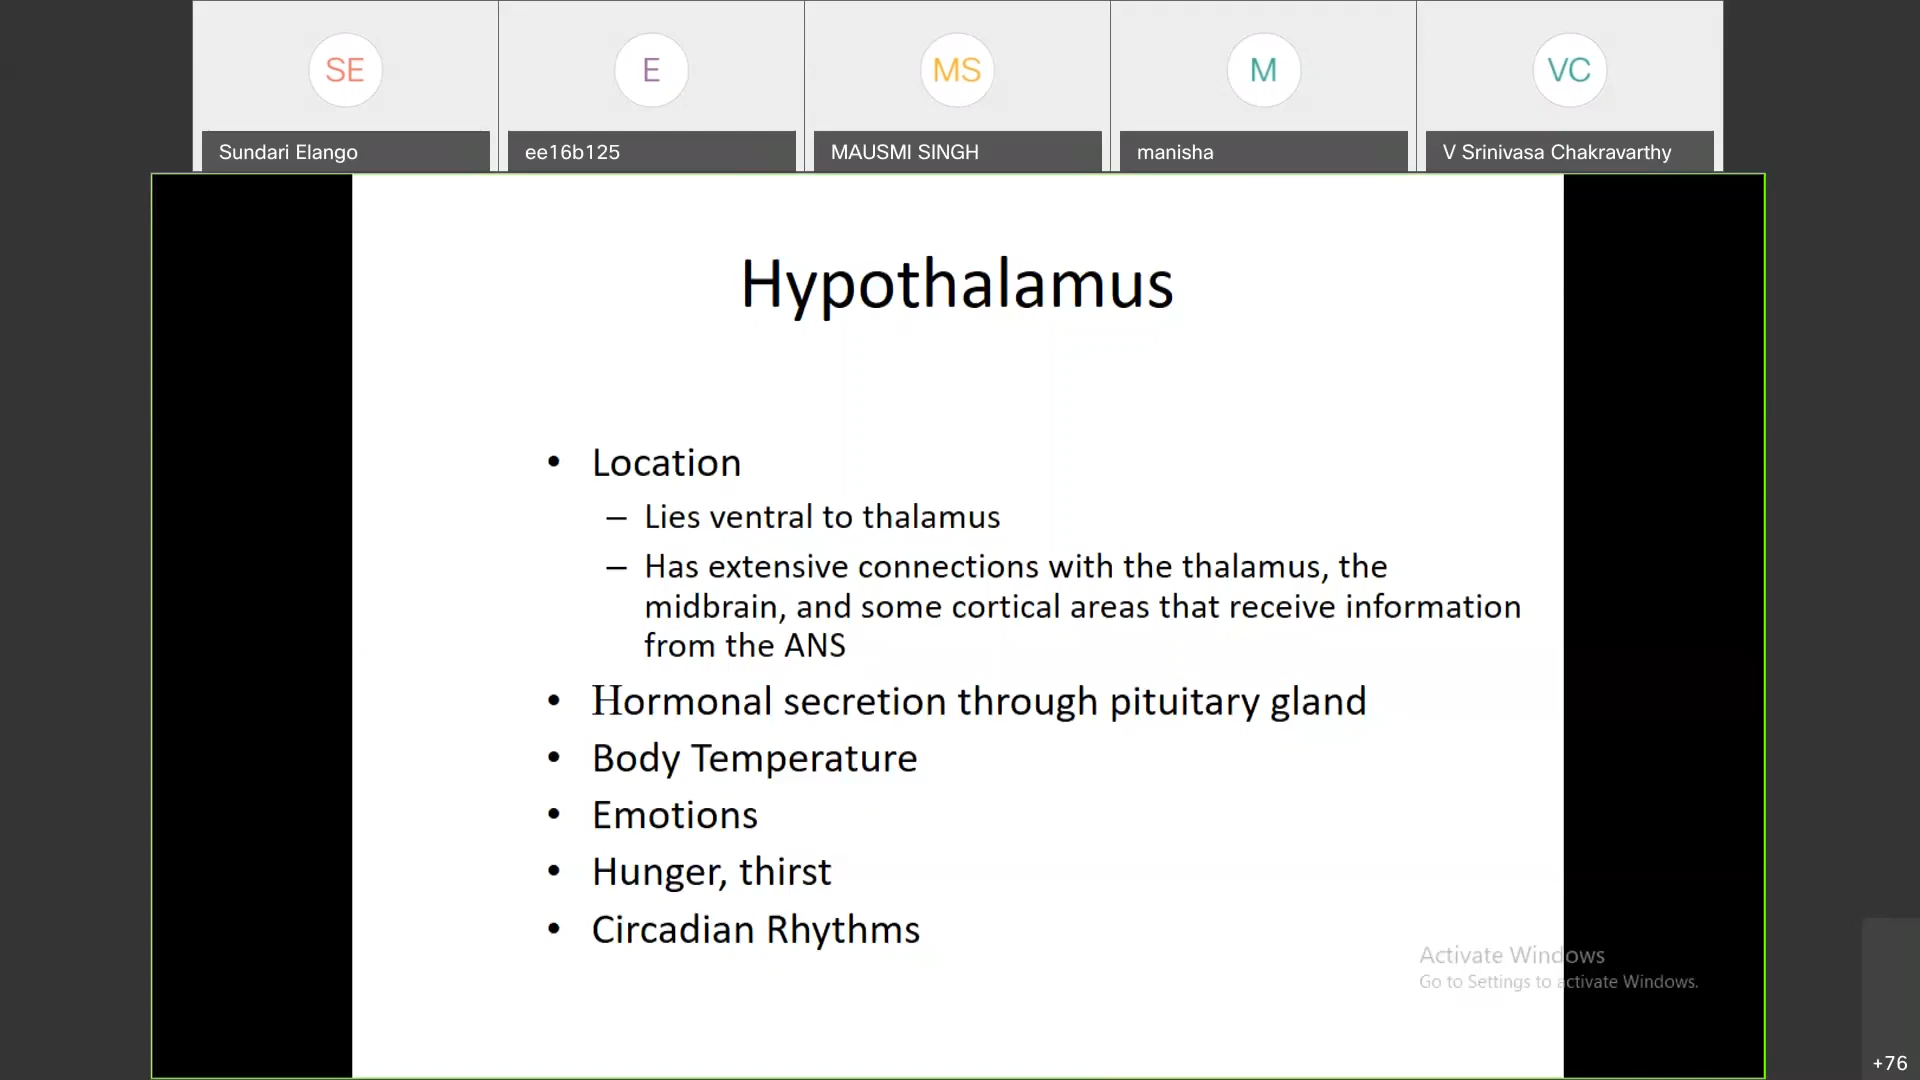 SE
E
MS
M
VC
Sundari Elango
ee16b125
MAUSMI SINGH
manisha
V Srinivasa Chakravarthy
Hypothalamus
• Location
– Lies ventral to thalamus
– Has extensive connections with the thalamus, the
midbrain, and some cortical areas that receive information
from the ANS
• Hormonal secretion through pituitary gland
• Body Temperature
• Emotions
• Hunger, thirst
• Circadian Rhythms
Activate Windows
Go to Settings to activate Windows.
+76